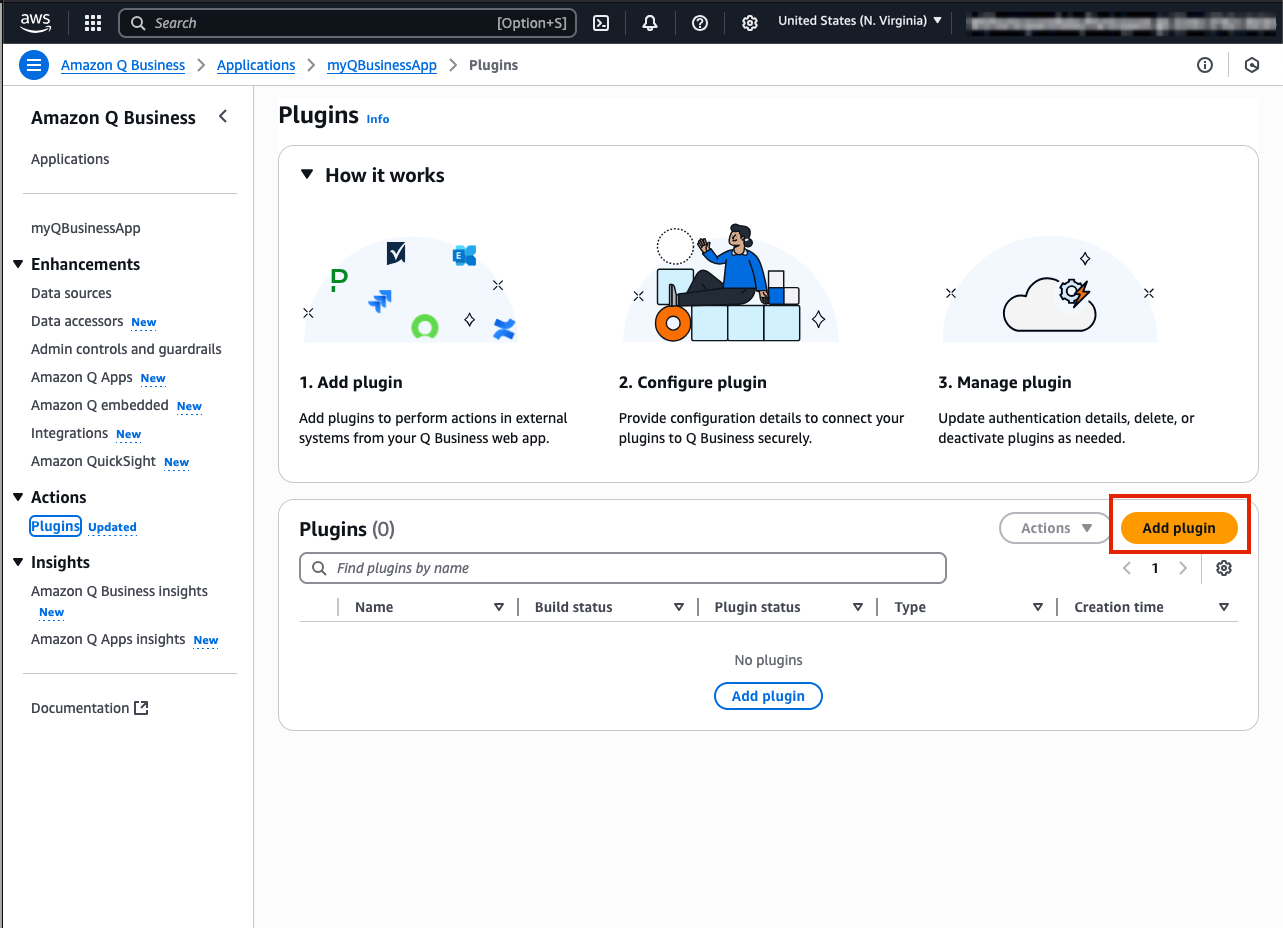 aws
Search [Option+S] United States (N. Virginia)
Amazon Q Business Applications myQBusinessApp Plugins
Amazon Q Business
Applications
myQBusinessApp
Enhancements
Data sources
Data accessors New
Admin controls and guardrails
Amazon Q Apps New
Amazon Q embedded New
Integrations New
Amazon QuickSight New
Actions
Plugins Updated
Insights
Amazon Q Business insights
New
Amazon Q Apps insights New
Documentation
Plugins Info
How it works
E
1. Add plugin
Add plugins to perform actions in external
systems from your Q Business web app.
2. Configure plugin
Provide configuration details to connect your
plugins to Q Business securely.
3. Manage plugin
Update authentication details, delete, or
deactivate plugins as needed.
Plugins (0) Actions Add plugin
Find plugins by name 1
Name Build status Plugin status Type Creation time
No plugins
Add plugin